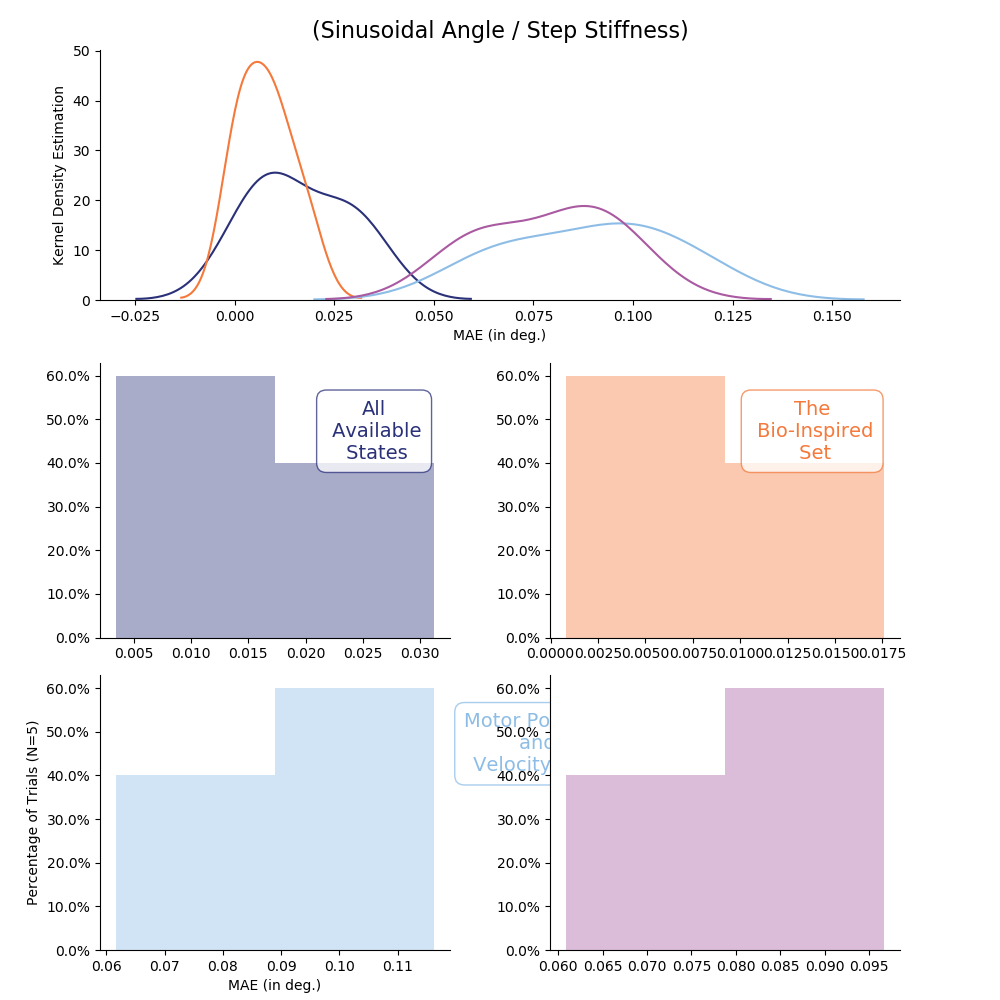 (Sinusoidal Angle / Step Stiffness)
50
40
30
20
10
0
Kernel Density Estimation
−0.025 0.000 0.025 0.050 0.075 0.100 0.125 0.150
MAE (in deg.)
60.0%
50.0%
40.0%
30.0%
20.0%
10.0%
0.0%
All
Available
States
0.005 0.010 0.015 0.020 0.025 0.030
60.0%
50.0%
40.0%
30.0%
20.0%
10.0%
0.0%
The
Bio-Inspired
Set
0.0000 0.0025 0.0050 0.0075 0.0100 0.0125 0.0150 0.0175
60.0%
50.0%
40.0%
30.0%
20.0%
10.0%
0.0%
Percentage of Trials (N=5)
Motor Po
and
Velocity
0.06 0.07 0.08 0.09 0.10 0.11
MAE (in deg.)
60.0%
50.0%
40.0%
30.0%
20.0%
10.0%
0.0%
0.060 0.065 0.070 0.075 0.080 0.085 0.090 0.095